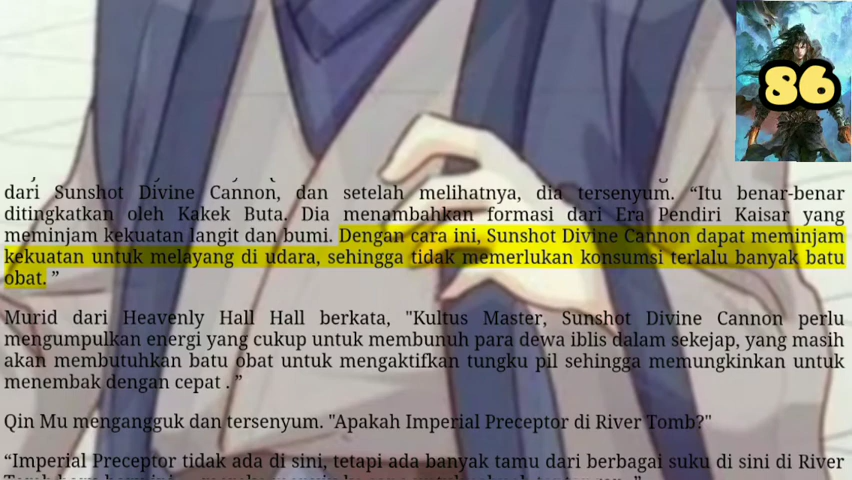 86
dari Sunshot Divine Cannon, dan setelah melihatnya, dia tersenyum. “Itu benar-benar
ditingkatkan oleh Kakek Buta. Dia menambahkan formasi dari Era Pendiri Kaisar yang
meminjam kekuatan langit dan bumi. Dengan cara ini, Sunshot Divine Cannon dapat meminjam
kekuatan untuk melayang di udara, sehingga tidak memerlukan konsumsi terlalu banyak batu
obat. ”
Murid dari Heavenly Hall Hall berkata, "Kultus Master, Sunshot Divine Cannon perlu
mengumpulkan energi yang cukup untuk membunuh para dewa iblis dalam sekejap, yang masih
akan membutuhkan batu obat untuk mengaktifkan tungku pil sehingga memungkinkan untuk
menembak dengan cepat . ”
Qin Mu mengangguk dan tersenyum. "Apakah Imperial Preceptor di River Tomb?"
“Imperial Preceptor tidak ada di sini, tetapi ada banyak tamu dari berbagai suku di sini di River